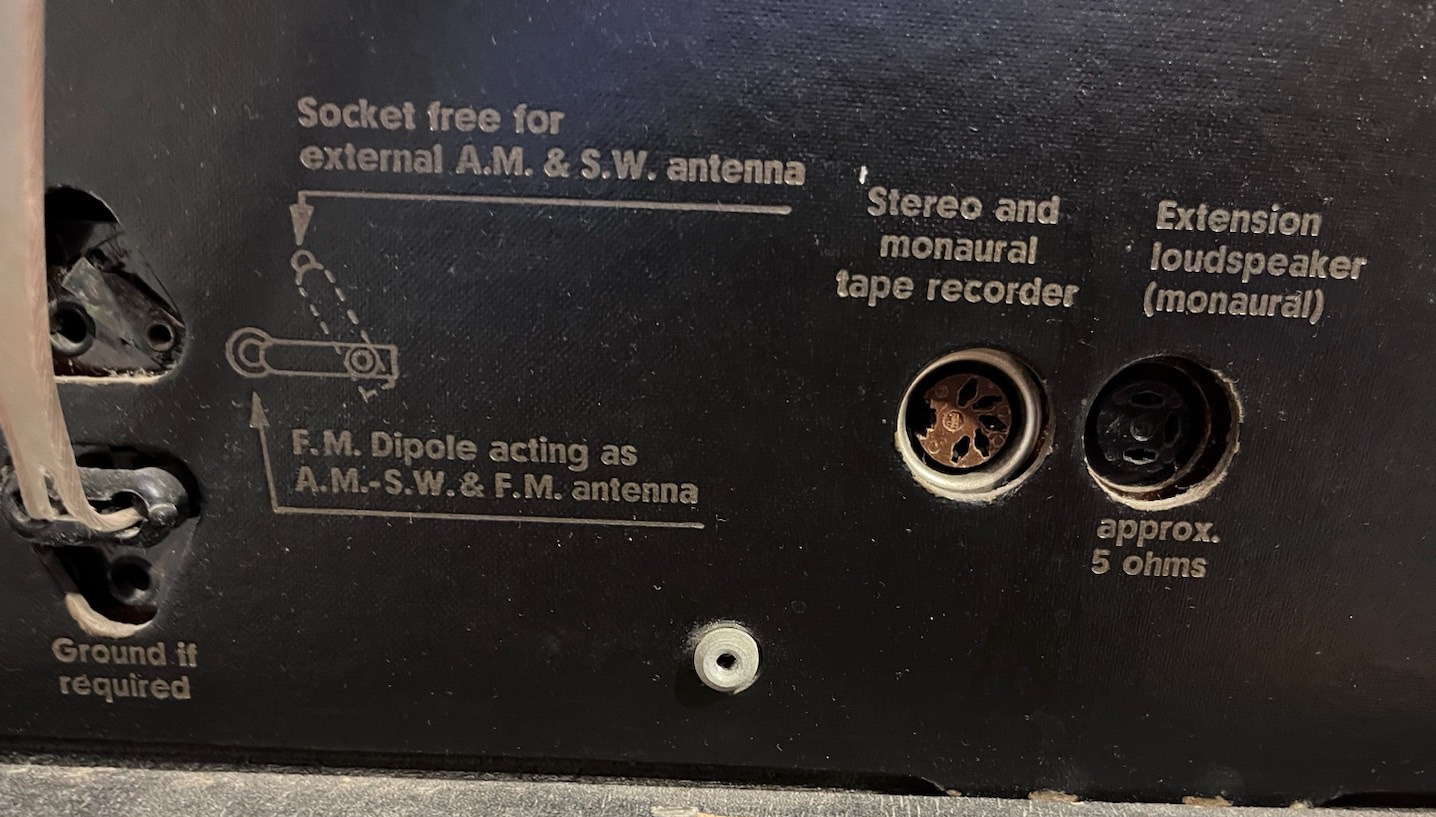 Socket free for
external A.M. & S.W. antenna
Stereo and
monaural
tape recorder
Extension
loudspeaker
(monaural)
F.M. Dipole acting as
A.M.-S.W. & F.M. antenna
approx.
5 ohms
Ground if
required